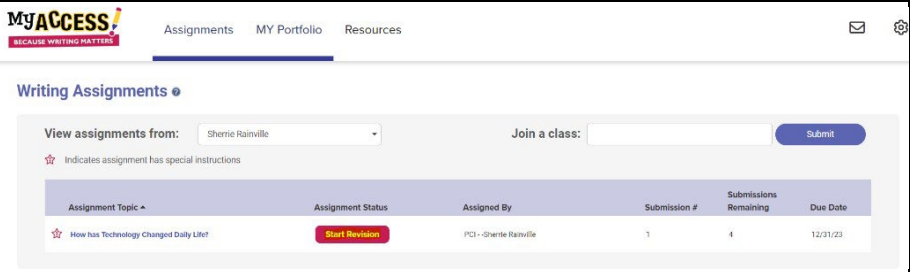 MYACCESS!
BECAUSE WRITING MATTERS
Assignments MY Portfolio Resources
Writing Assignments ?
View assignments from: Sherrie Rainville Join a class: Submit
Indicates assignment has special instructions
Assignment Topic Assignment Status Assigned By Submission # Submissions Remaining Due Date
How has Technology Changed Daily Life? Start Revision PCI - -Sherrie Rainville 1 4 12/31/23